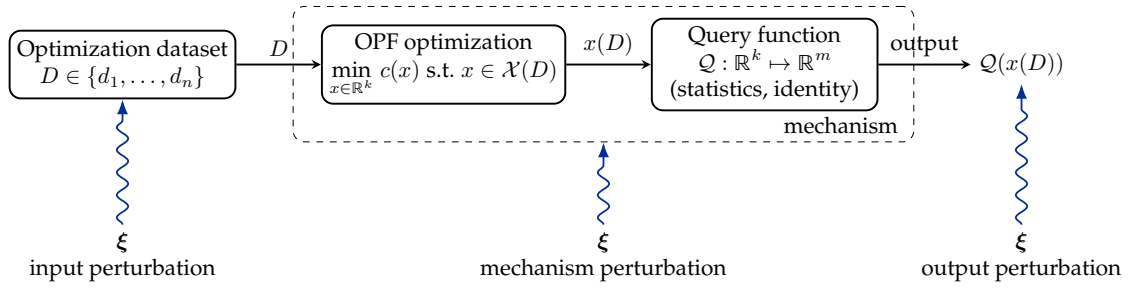 Optimization dataset
D ∈ {d₁, . . . , dₙ}
D
OPF optimization
min c(x) s.t. x ∈ 𝒳(D)
x∈ℝᵏ
x(D)
Query function
𝒬 : ℝᵏ ↦ ℝᵐ
(statistics, identity)
mechanism
output
𝒬(x(D))
ξ
input perturbation
ξ
mechanism perturbation
ξ
output perturbation